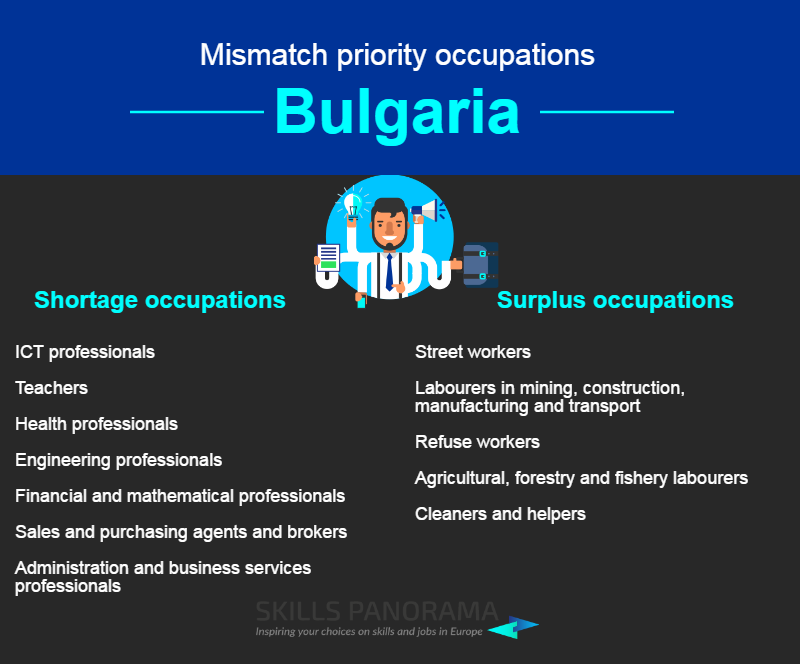 Mismatch priority occupations
Bulgaria
Shortage occupations
ICT professionals
Teachers
Health professionals
Engineering professionals
Financial and mathematical professionals
Sales and purchasing agents and brokers
Administration and business services
professionals
Surplus occupations
Street workers
Labourers in mining, construction,
manufacturing and transport
Refuse workers
Agricultural, forestry and fishery labourers
Cleaners and helpers
SKILLS PANORAMA
Inspiring your choices on skills and jobs in Europe